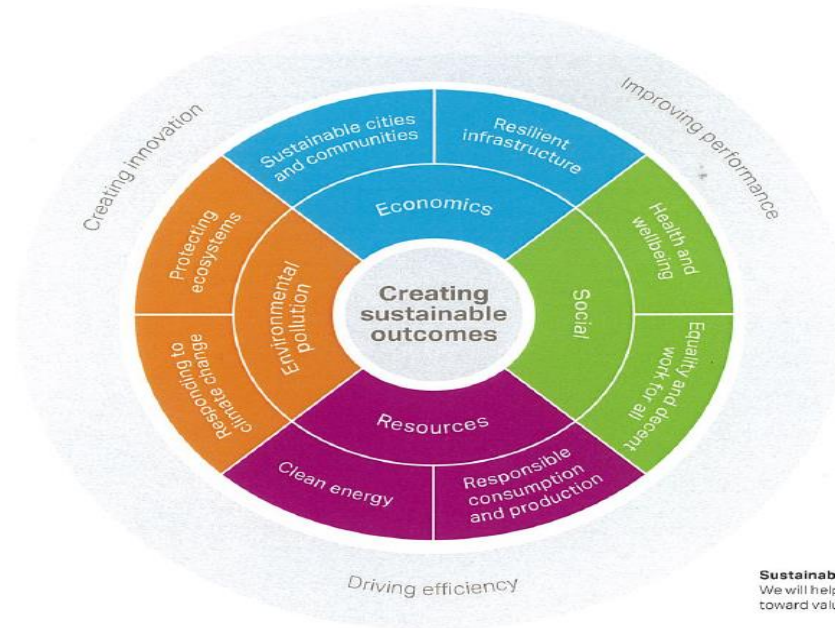 Creating innovation
Improving performance
Sustainable cities
and communities
Resilient
infrastructure
Economics
Protecting
ecosystems
Environmental
pollution
Creating
sustainable
outcomes
Social
Health and
wellbeing
Responding to
climate change
Equality and decent
work for all
Resources
Clean energy
Responsible
consumption
and production
Driving efficiency
Sustainab
We will help
toward valu